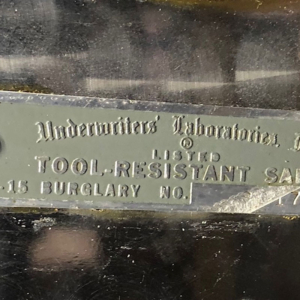 Underwriters' Laboratories,
®
LISTED
TOOL-RESISTANT
-15 BURGLARY NO.